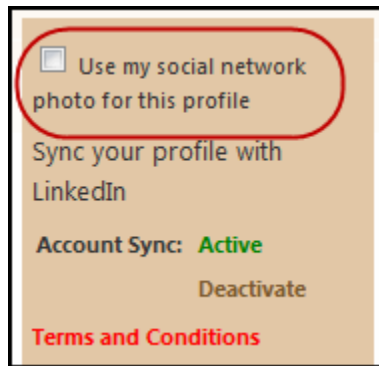 Use my social network
photo for this profile
Sync your profile with
LinkedIn
Account Sync: Active
Deactivate
Terms and Conditions